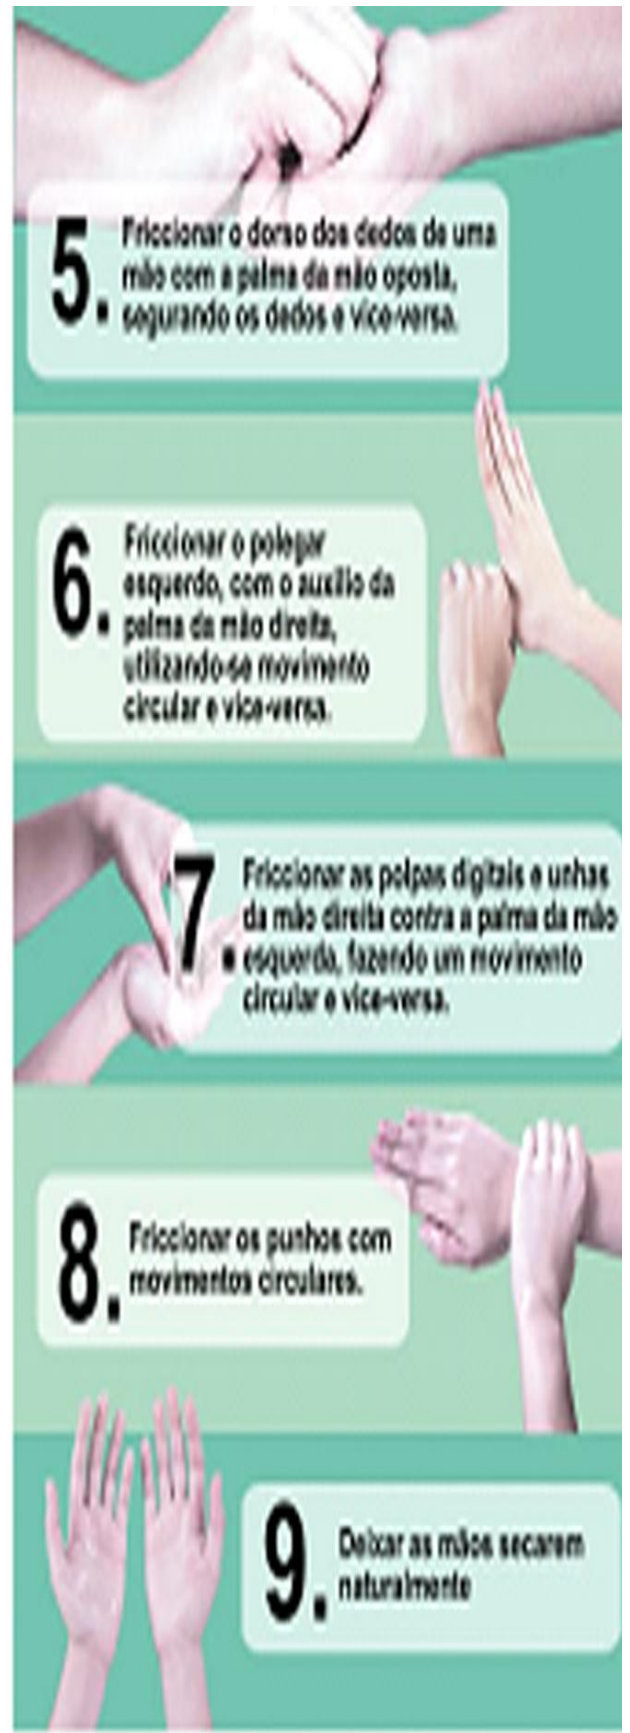 5.
Friccionar o dorso dos dedos de uma
mão com a palma da mão oposta,
segurando os dedos e vice-versa.
6.
Friccionar o polegar
esquerdo, com o auxílio da
palma da mão direita,
utilizando-se movimento
circular e vice-versa.
7.
Friccionar as polpas digitais e unhas
da mão direita contra a palma da mão
esquerda, fazendo um movimento
circular e vice-versa.
8.
Friccionar os punhos com
movimentos circulares.
9.
Deixar as mãos secarem
naturalmente